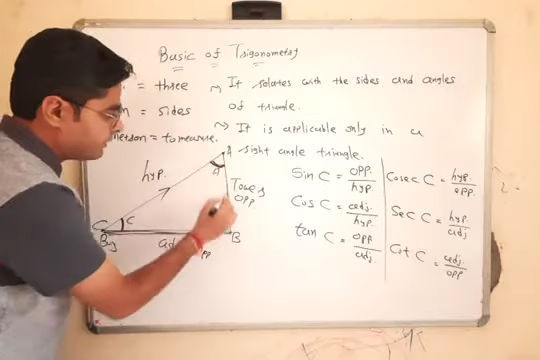 Basic of Trigonometry
= three → It relates with the sides and angles
= sides of triangle.
= to measure. → It is applicable only in a
right angle triangle.
A
A
hyp.
Tower
opp.
C
C
B
Sin C = opp./hyp
Cosec C = hyp./opp.
Cos C = adj./hyp.
Sec C = hyp./adj
tan C = opp/adj.
Cot C = adj./opp